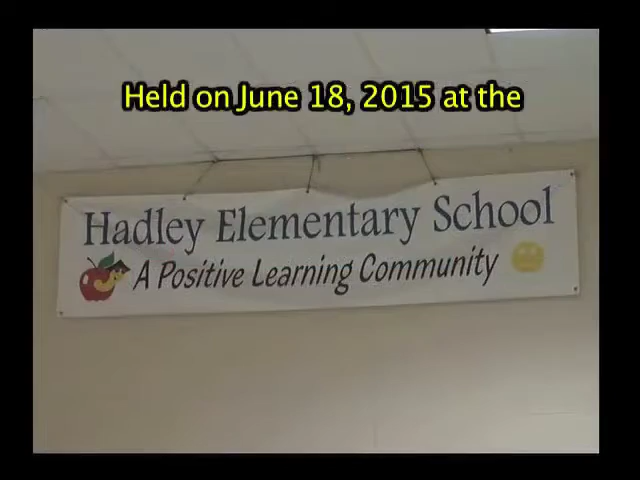 Held on June 18, 2015 at the
Hadley Elementary School
A Positive Learning Community